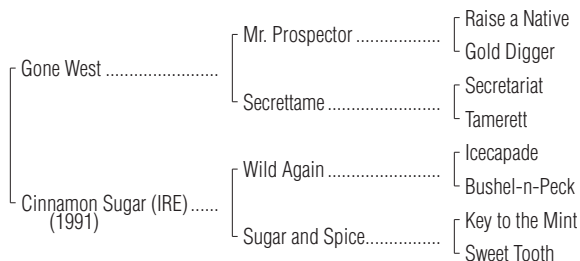 Raise a Native
Mr. Prospector ..................
Gold Digger
Gone West ........................
Secretariat
Secrettame ........................
Tamerett
Icecapade
Wild Again ........................
Bushel-n-Peck
Cinnamon Sugar (IRE) ......
(1991)
Key to the Mint
Sugar and Spice................
Sweet Tooth